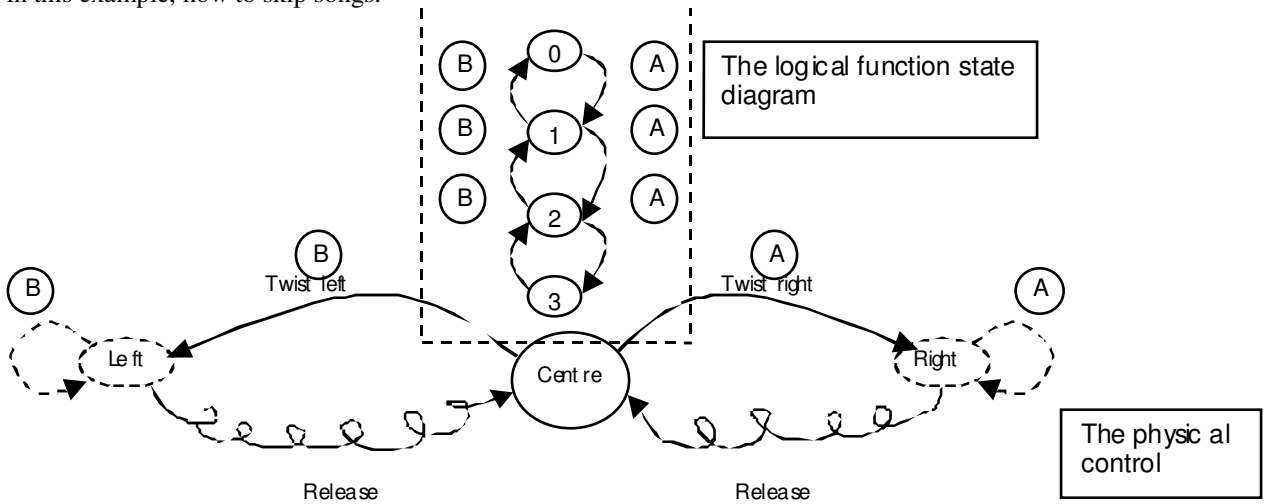 in this example, how to skip songs.
B
0
A
The logical function state
diagram
B
1
A
B
2
A
B
A
Twist left
3
Twist right
B
A
Left
Centre
Right
The physical
control
Release
Release